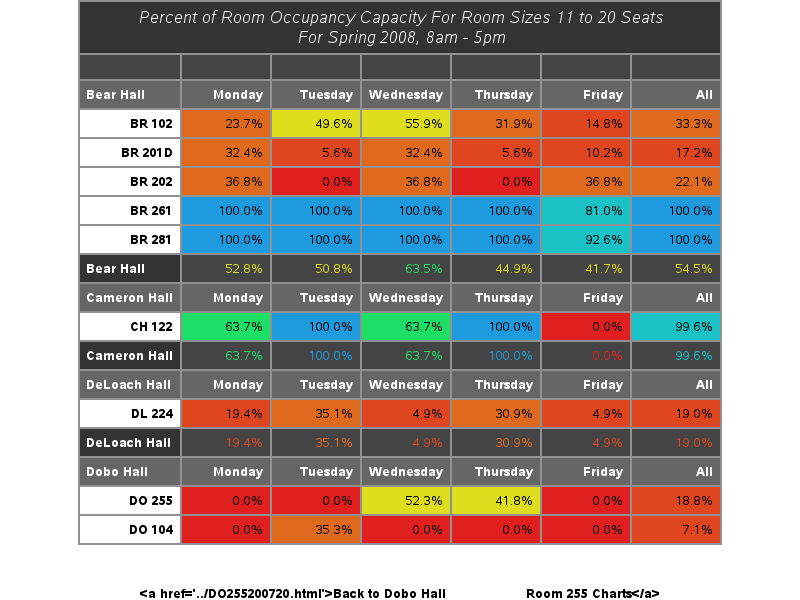 Percent of Room Occupancy Capacity For Room Sizes 11 to 20 Seats
For Spring 2008, 8am - 5pm
Bear Hall Monday Tuesday Wednesday Thursday Friday All
BR 102 23.7% 49.6% 55.9% 31.9% 14.8% 33.3%
BR 201D 32.4% 5.6% 32.4% 5.6% 10.2% 17.2%
BR 202 36.8% 0.0% 36.8% 0.0% 36.8% 22.1%
BR 261 100.0% 100.0% 100.0% 100.0% 81.0% 100.0%
BR 281 100.0% 100.0% 100.0% 100.0% 92.6% 100.0%
Bear Hall 52.8% 50.8% 63.5% 44.9% 41.7% 54.5%
Cameron Hall Monday Tuesday Wednesday Thursday Friday All
CH 122 63.7% 100.0% 63.7% 100.0% 0.0% 99.6%
Cameron Hall 63.7% 100.0% 63.7% 100.0% 0.0% 99.6%
DeLoach Hall Monday Tuesday Wednesday Thursday Friday All
DL 224 19.4% 35.1% 4.9% 30.9% 4.9% 19.0%
DeLoach Hall 19.4% 35.1% 4.9% 30.9% 4.9% 19.0%
Dobo Hall Monday Tuesday Wednesday Thursday Friday All
DO 255 0.0% 0.0% 52.3% 41.8% 0.0% 18.8%
DO 104 0.0% 35.3% 0.0% 0.0% 0.0% 7.1%
<a href='../DO255200720.html'>Back to Dobo Hall Room 255 Charts</a>